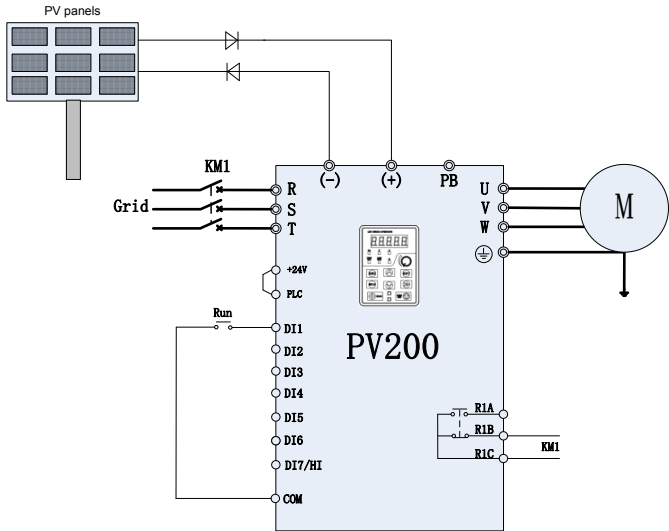 PV panels
KM1
(-)
(+)
PB
R
U
Grid
S
V
M
T
W
+24V
PLC
Run
DI1
DI2
PV200
DI3
DI4
DI5
R1A
DI6
R1B
KM1
DI7/HI
R1C
COM